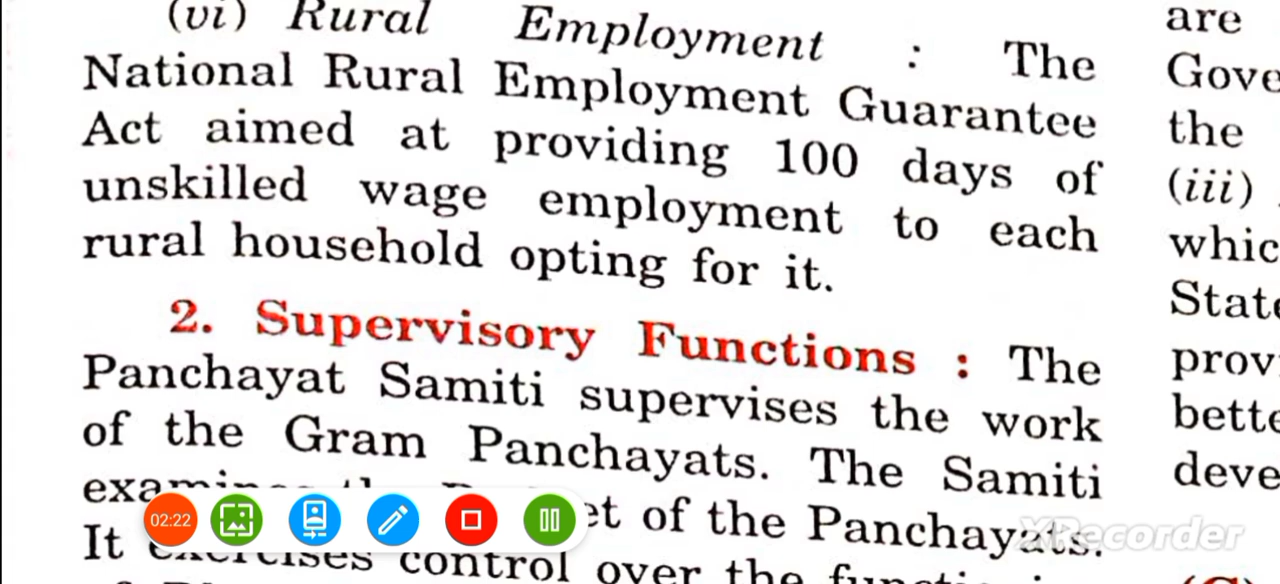 (vi) Rural Employment : The
National Rural Employment Guarantee
Act aimed at providing 100 days of
unskilled wage employment to each
rural household opting for it.
2. Supervisory Functions : The
Panchayat Samiti supervises the work
of the Gram Panchayats. The Samiti
et of the Panchayats.
It exercises control over the
are
Gove
the
(iii)
whic
State
prov
bette
deve
02:22
XRecorder